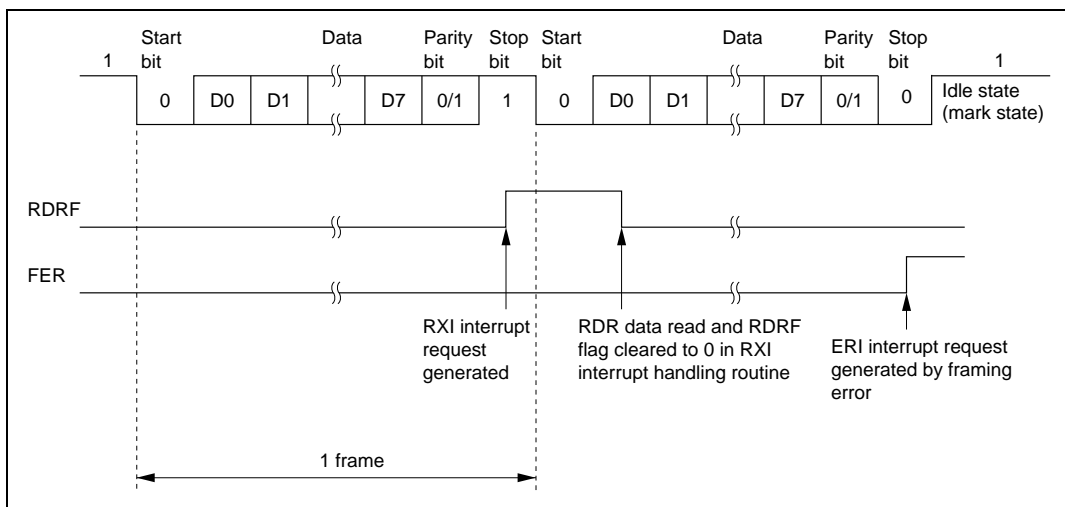 Start bit Data Parity bit Stop bit Start bit Data Parity bit Stop bit
1 1
0 D0 D1 D7 0/1 1 0 D0 D1 D7 0/1 0 Idle state (mark state)
RDRF
FER
RXI interrupt
request
generated
RDR data read and RDRF
flag cleared to 0 in RXI
interrupt handling routine
ERI interrupt request
generated by framing
error
1 frame